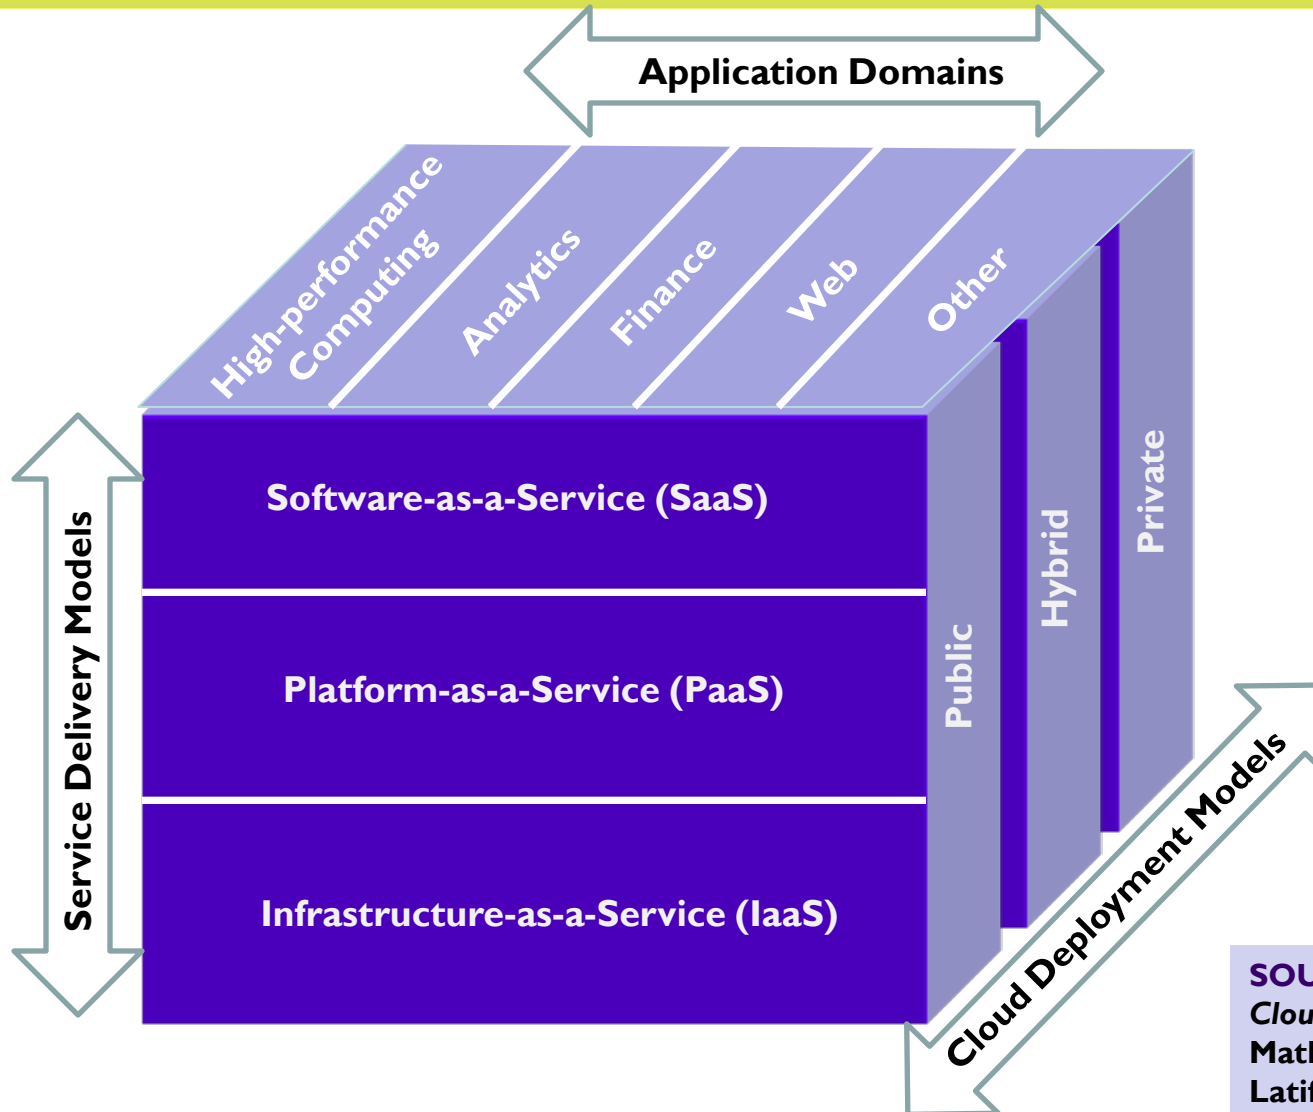 Application Domains
High-performance
Computing
Analytics
Finance
Web
Other
Service Delivery Models
Software-as-a-Service (SaaS)
Platform-as-a-Service (PaaS)
Infrastructure-as-a-Service (IaaS)
Public
Hybrid
Private
Cloud Deployment Models